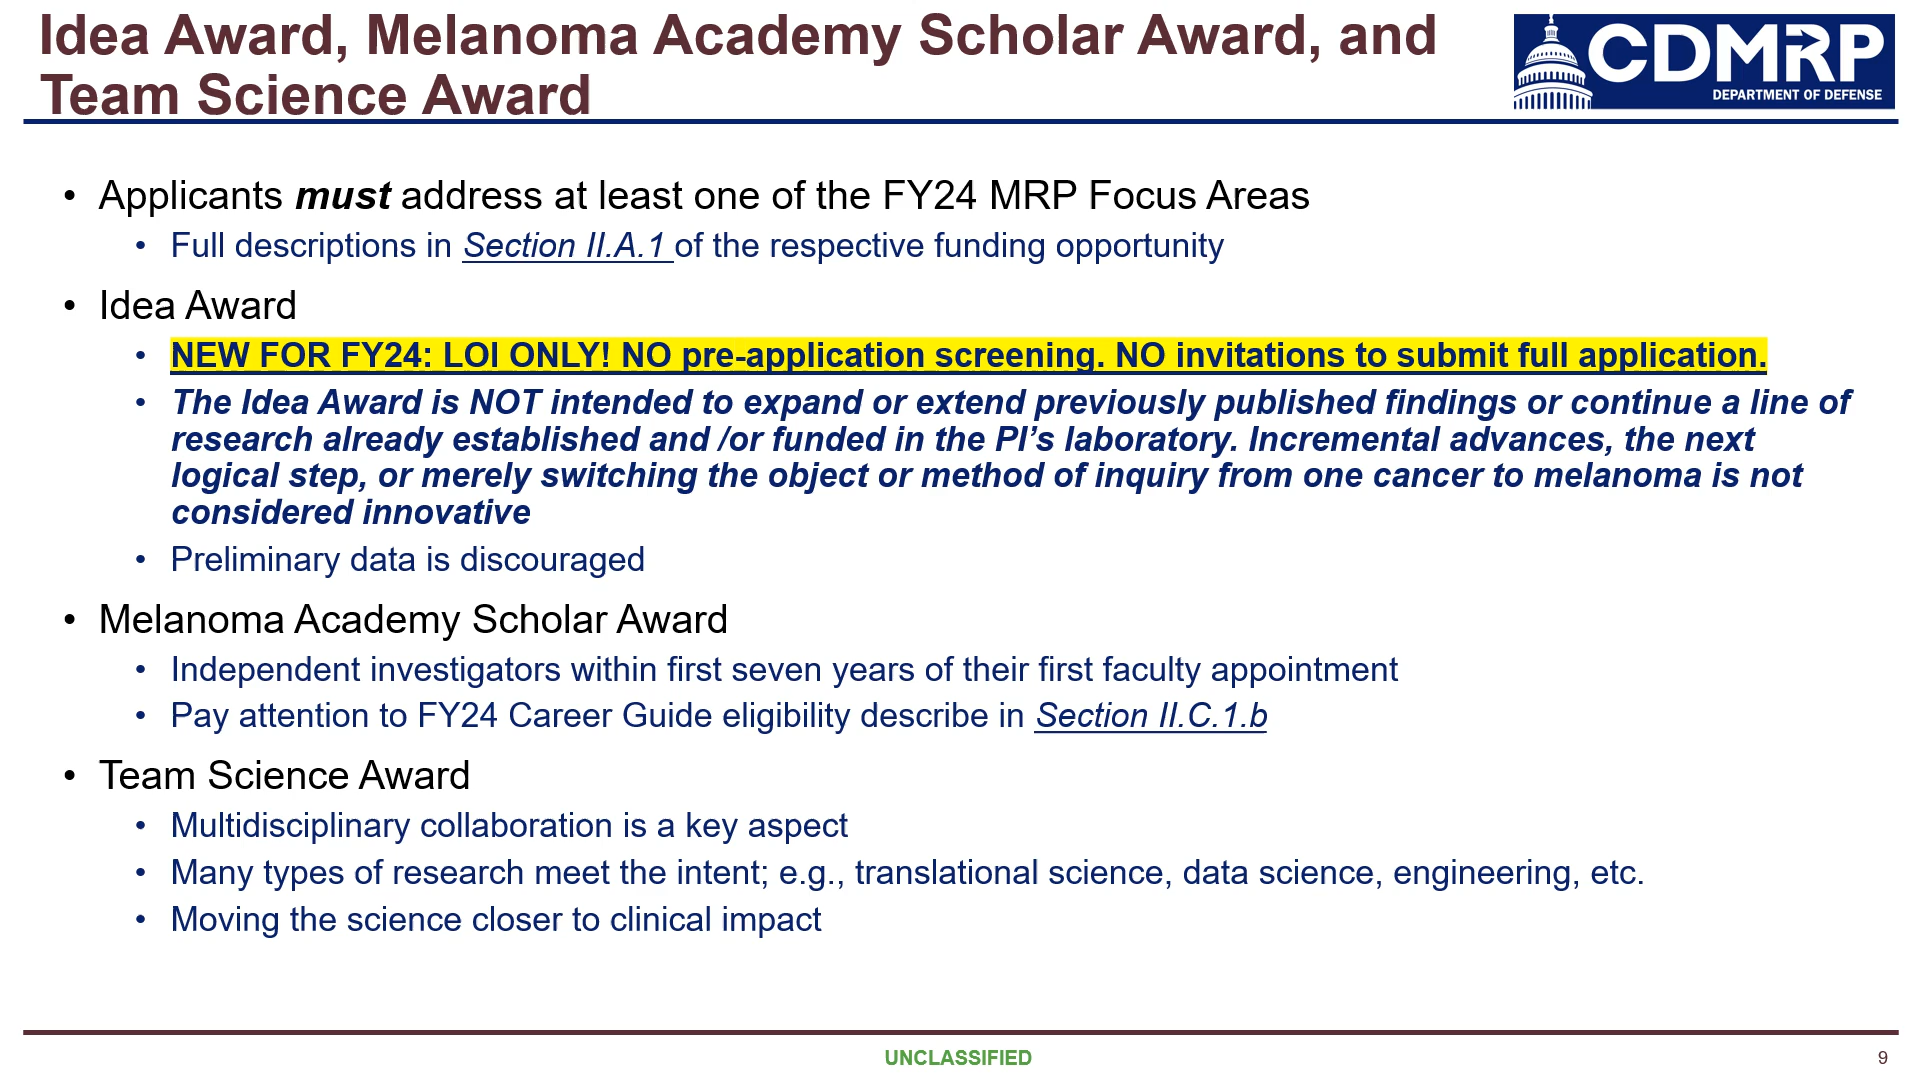 Idea Award, Melanoma Academy Scholar Award, and
Team Science Award
CDMRP
DEPARTMENT OF DEFENSE
• Applicants must address at least one of the FY24 MRP Focus Areas
• Full descriptions in Section II.A.1 of the respective funding opportunity
• Idea Award
• NEW FOR FY24: LOI ONLY! NO pre-application screening. NO invitations to submit full application.
• The Idea Award is NOT intended to expand or extend previously published findings or continue a line of
research already established and /or funded in the PI’s laboratory. Incremental advances, the next
logical step, or merely switching the object or method of inquiry from one cancer to melanoma is not
considered innovative
• Preliminary data is discouraged
• Melanoma Academy Scholar Award
• Independent investigators within first seven years of their first faculty appointment
• Pay attention to FY24 Career Guide eligibility describe in Section II.C.1.b
• Team Science Award
• Multidisciplinary collaboration is a key aspect
• Many types of research meet the intent; e.g., translational science, data science, engineering, etc.
• Moving the science closer to clinical impact
UNCLASSIFIED
9